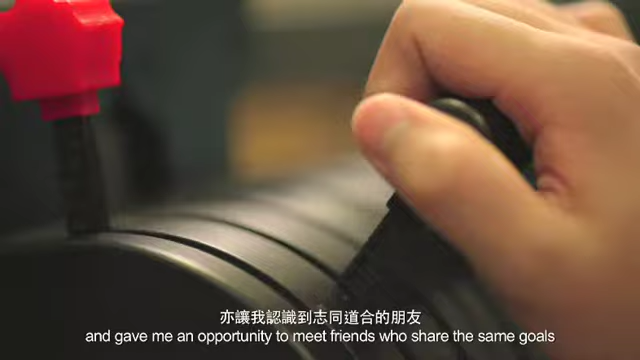 亦讓我認識到志同道合的朋友
and gave me an opportunity to meet friends who share the same goals